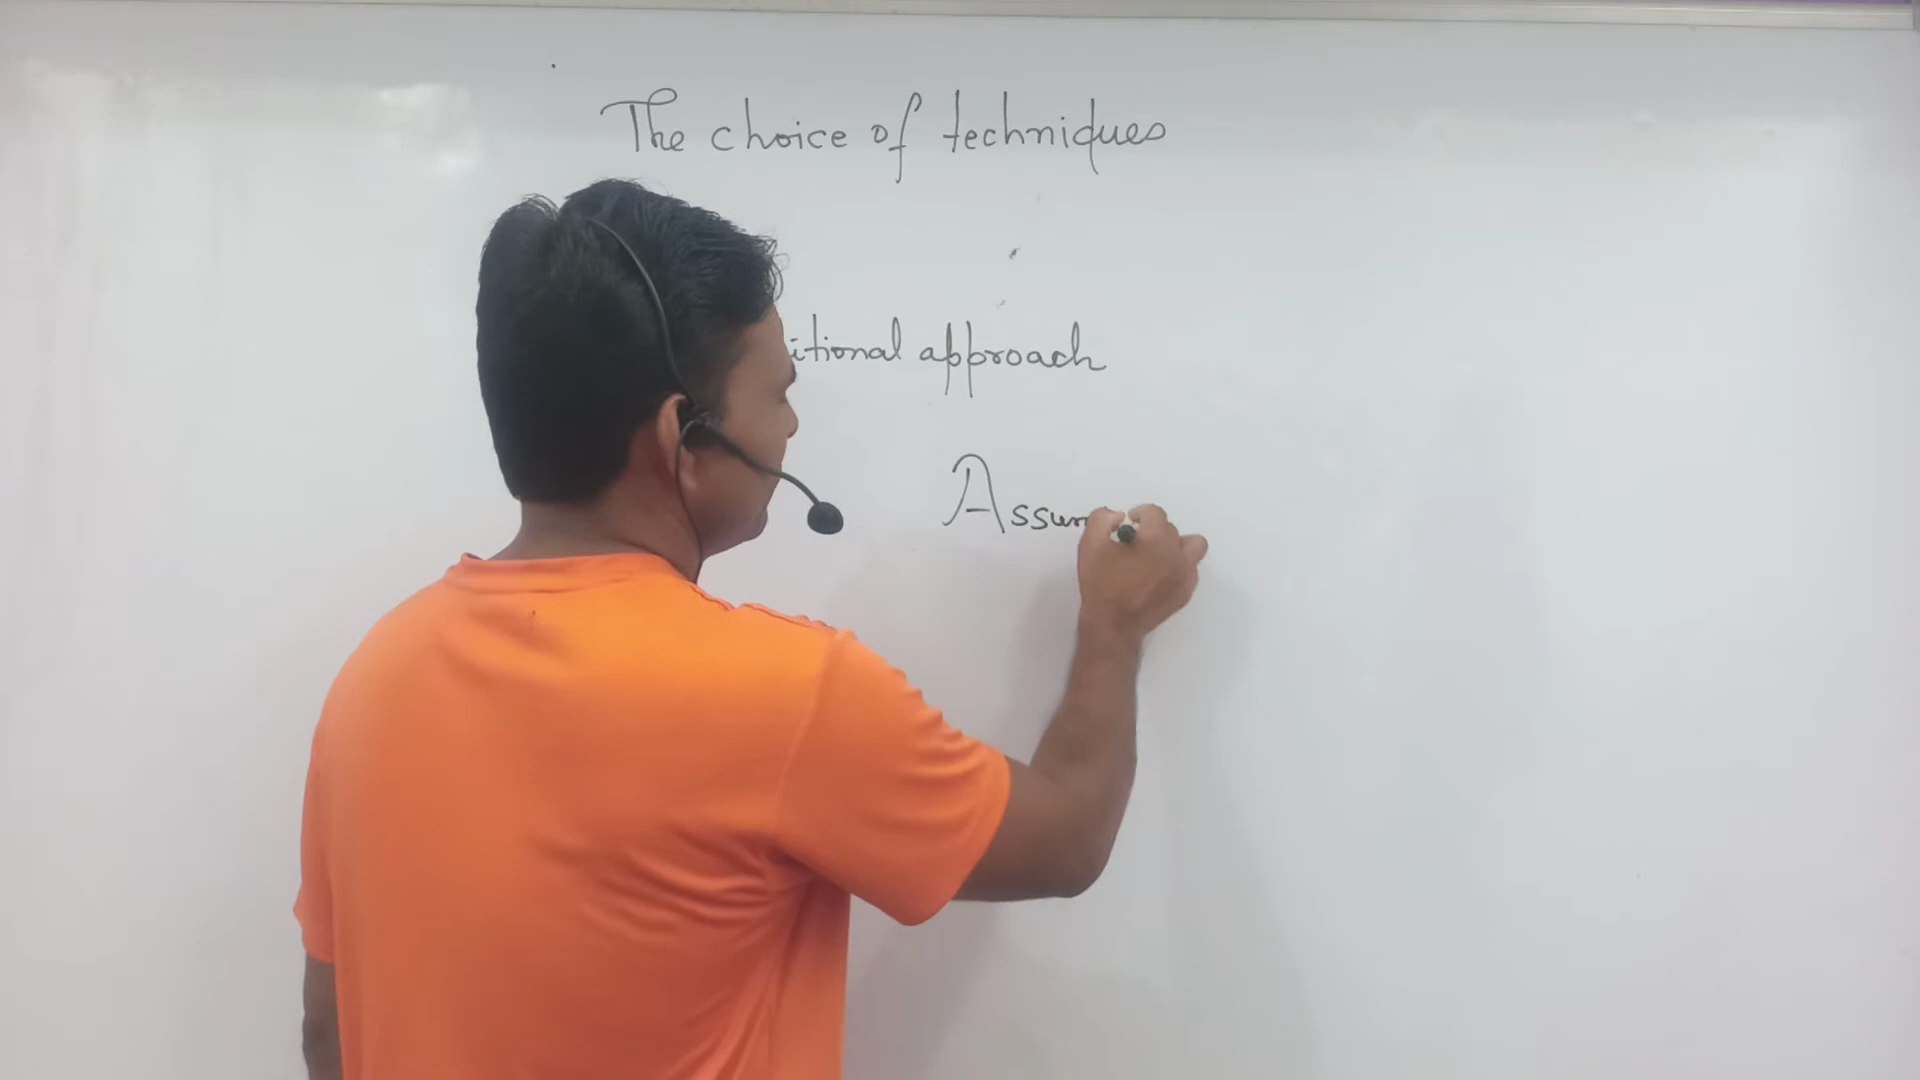 The choice of techniques
itional approach
Assum